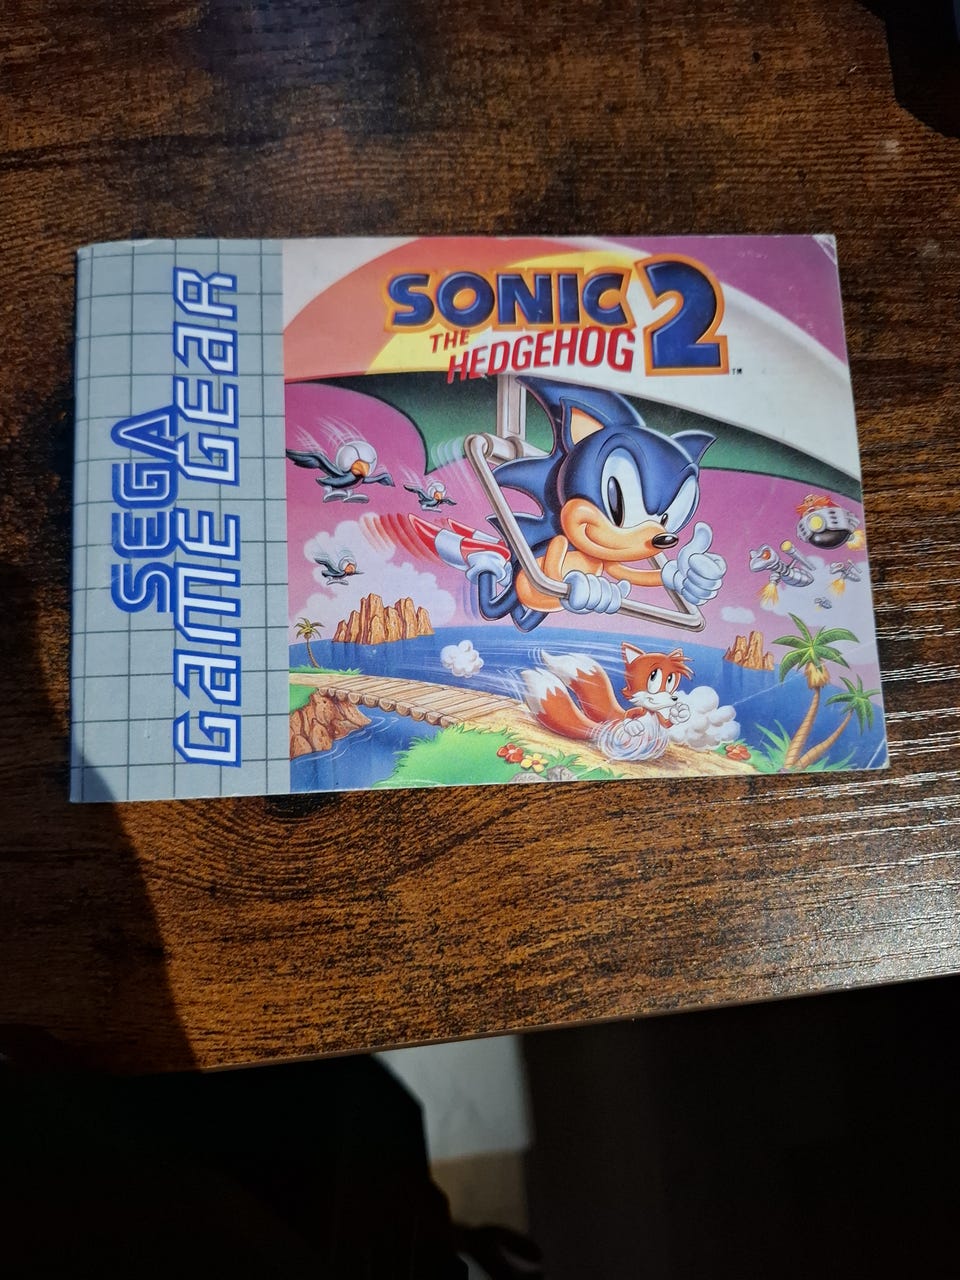 SEGA
GAME GEAR
SONIC
THE
HEDGEHOG
2
TM